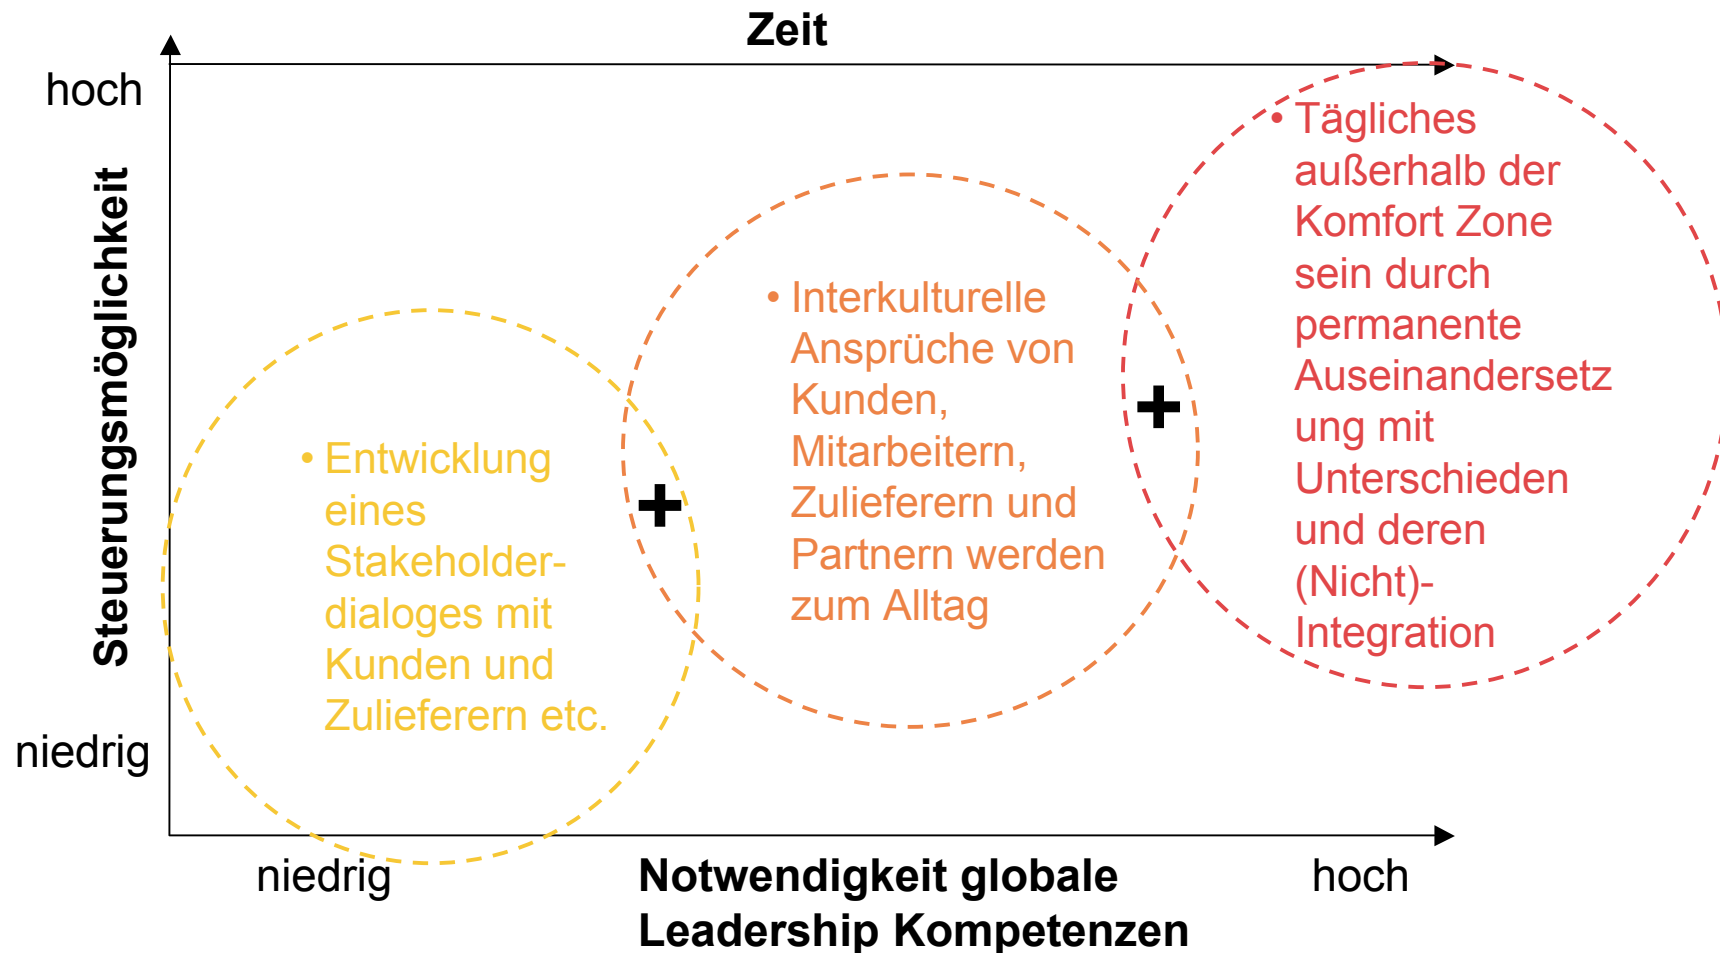 Zeit
hoch
Steuerungsmöglichkeit
niedrig
• Entwicklung
eines
Stakeholder-
dialoges mit
Kunden und
Zulieferern etc.
+
• Interkulturelle
Ansprüche von
Kunden,
Mitarbeitern,
Zulieferern und
Partnern werden
zum Alltag
+
• Tägliches
außerhalb der
Komfort Zone
sein durch
permanente
Auseinandersetz
ung mit
Unterschieden
und deren
(Nicht)-
Integration
niedrig
Notwendigkeit globale
Leadership Kompetenzen
hoch